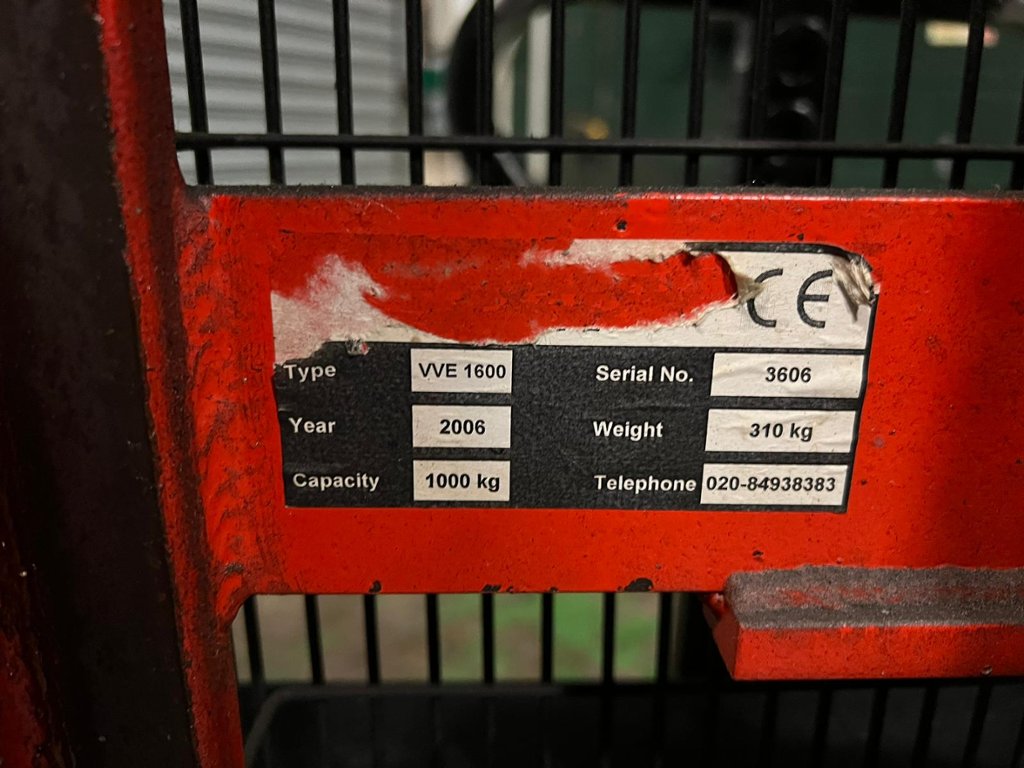 CE
Type VVE 1600 Serial No. 3606
Year 2006 Weight 310 kg
Capacity 1000 kg Telephone 020-84938383